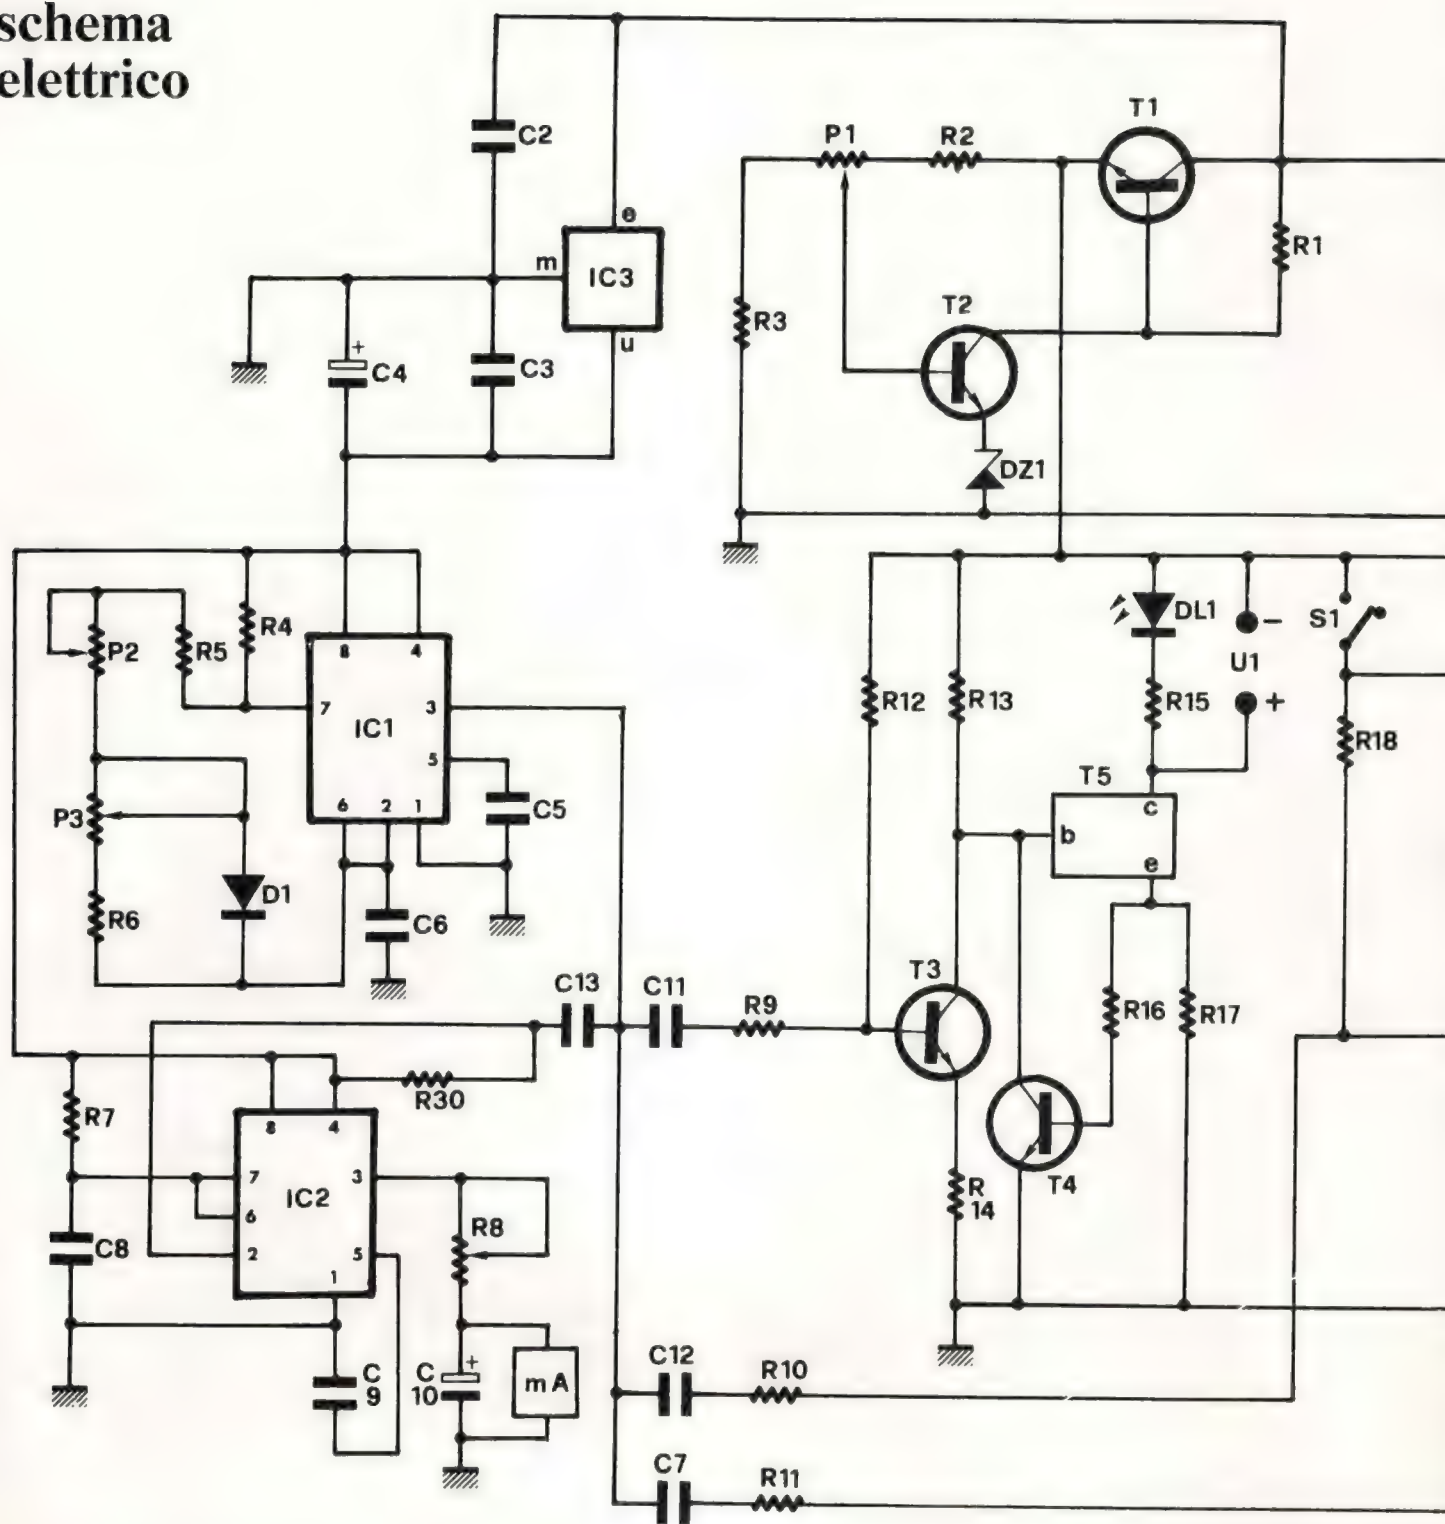 schema
elettrico
C2
e
m
IC3
u
+
C4
C3
P1
R2
T1
R1
R3
T2
DZ1
P2
R5
R4
8
4
7
3
IC1
5
6
2
1
P3
D1
R6
C5
C6
R12
R13
DL1
-
U1
+
S1
R15
R18
T5
c
b
e
T3
R16
R17
T4
R
14
C13
C11
R9
R30
R7
8
4
7
3
IC2
6
2
5
1
C8
R8
C
9
+
C
10
mA
C12
R10
C7
R11